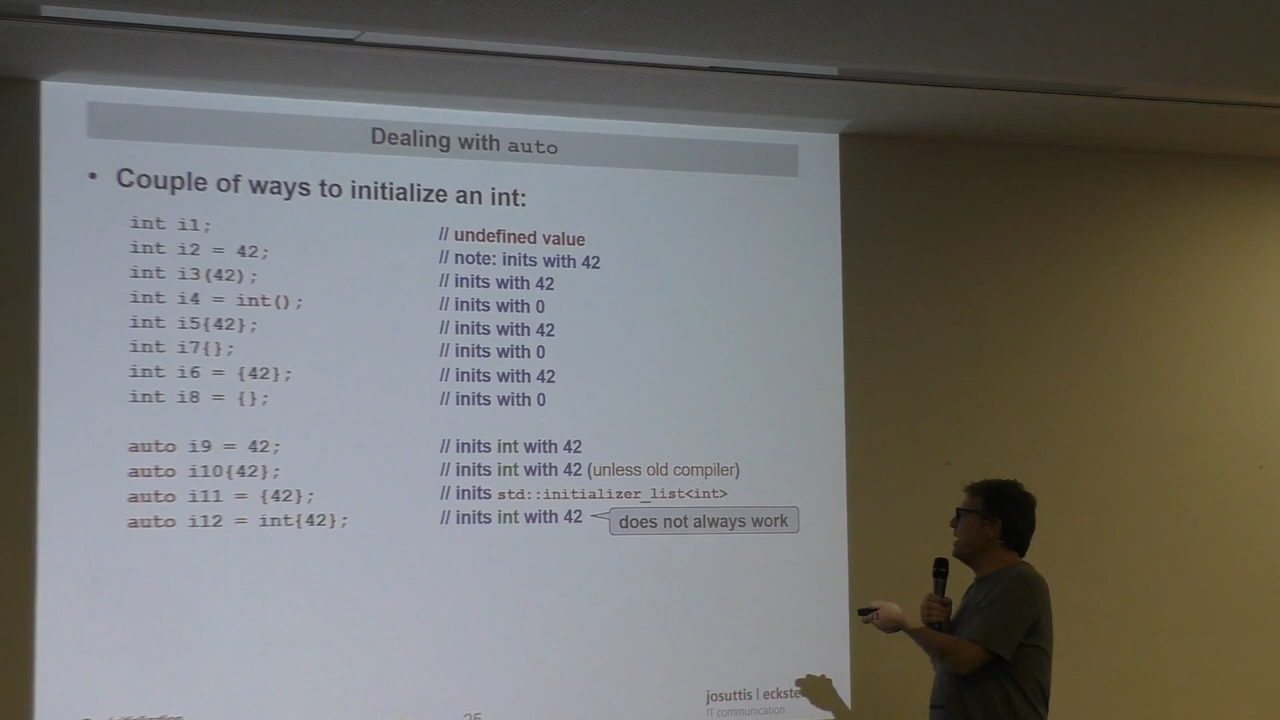 Dealing with auto
• Couple of ways to initialize an int:
int i1; // undefined value
int i2 = 42; // note: inits with 42
int i3(42); // inits with 42
int i4 = int(); // inits with 0
int i5{42}; // inits with 42
int i7{}; // inits with 0
int i6 = {42}; // inits with 42
int i8 = {}; // inits with 0
auto i9 = 42; // inits int with 42
auto i10{42}; // inits int with 42 (unless old compiler)
auto i11 = {42}; // inits std::initializer_list<int>
auto i12 = int{42}; // inits int with 42 does not always work
josuttis | eckste
IT communication